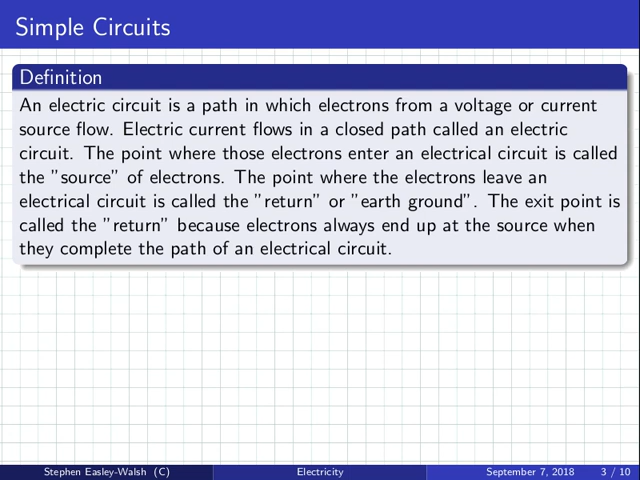 Simple Circuits
Definition
An electric circuit is a path in which electrons from a voltage or current
source flow. Electric current flows in a closed path called an electric
circuit. The point where those electrons enter an electrical circuit is called
the ”source” of electrons. The point where the electrons leave an
electrical circuit is called the ”return” or ”earth ground”. The exit point is
called the ”return” because electrons always end up at the source when
they complete the path of an electrical circuit.
Stephen Easley-Walsh (C) Electricity September 7, 2018 3 / 10